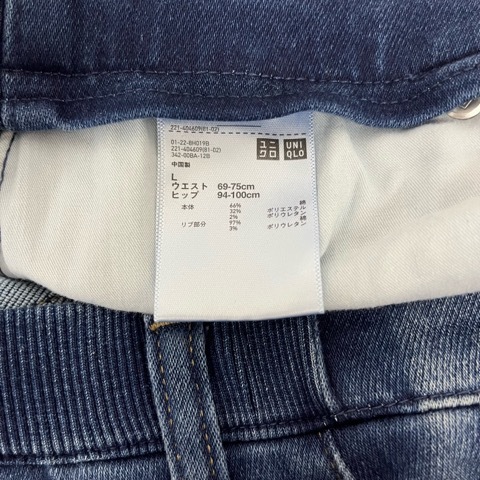 221-404609(81-02)
01-22-BH019B
221-404609(81-02)
342-00BA-12B
中国製
ユニクロ
UNIQLO
L
ウエスト 69-75cm
ヒップ 94-100cm
本体 66% 綿
32% ポリエステル
2% ポリウレタン
リブ部分 97% 綿
3% ポリウレタン